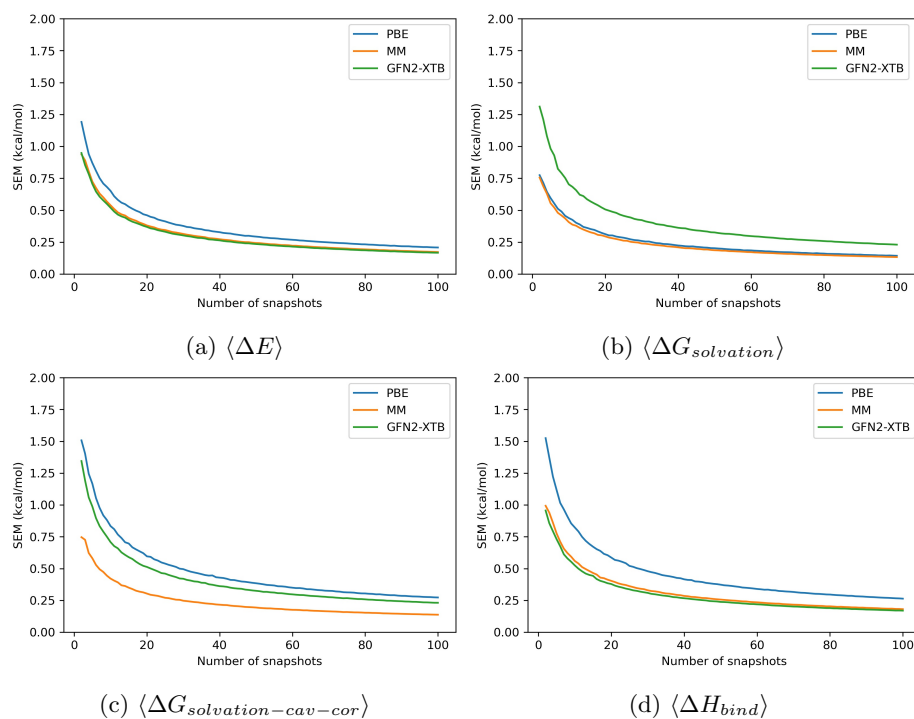 2.00
1.75
1.50
1.25
1.00
0.75
0.50
0.25
0.00
SEM (kcal/mol)
0 20 40 60 80 100
Number of snapshots
PBE
MM
GFN2-XTB
(a) ⟨ΔE⟩
2.00
1.75
1.50
1.25
1.00
0.75
0.50
0.25
0.00
SEM (kcal/mol)
0 20 40 60 80 100
Number of snapshots
PBE
MM
GFN2-XTB
(b) ⟨ΔG_{solvation}⟩
2.00
1.75
1.50
1.25
1.00
0.75
0.50
0.25
0.00
SEM (kcal/mol)
0 20 40 60 80 100
Number of snapshots
PBE
MM
GFN2-XTB
(c) ⟨ΔG_{solvation−cav−cor}⟩
2.00
1.75
1.50
1.25
1.00
0.75
0.50
0.25
0.00
SEM (kcal/mol)
0 20 40 60 80 100
Number of snapshots
PBE
MM
GFN2-XTB
(d) ⟨ΔH_{bind}⟩